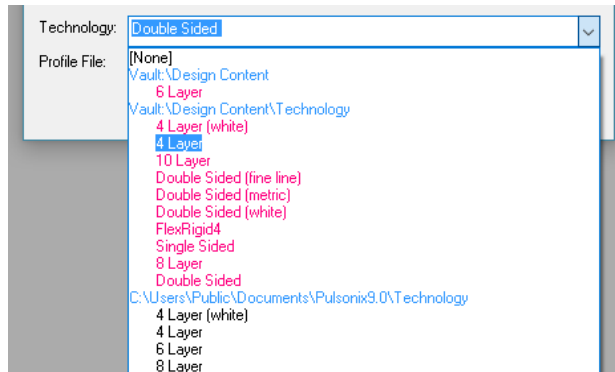 Technology: Double Sided
Profile File: [None]
Vault:\Design Content
6 Layer
Vault:\Design Content\Technology
4 Layer (white)
4 Layer
10 Layer
Double Sided (fine line)
Double Sided (metric)
Double Sided (white)
FlexRigid4
Single Sided
8 Layer
Double Sided
C:\Users\Public\Documents\Pulsonix9.0\Technology
4 Layer (white)
4 Layer
6 Layer
8 Layer